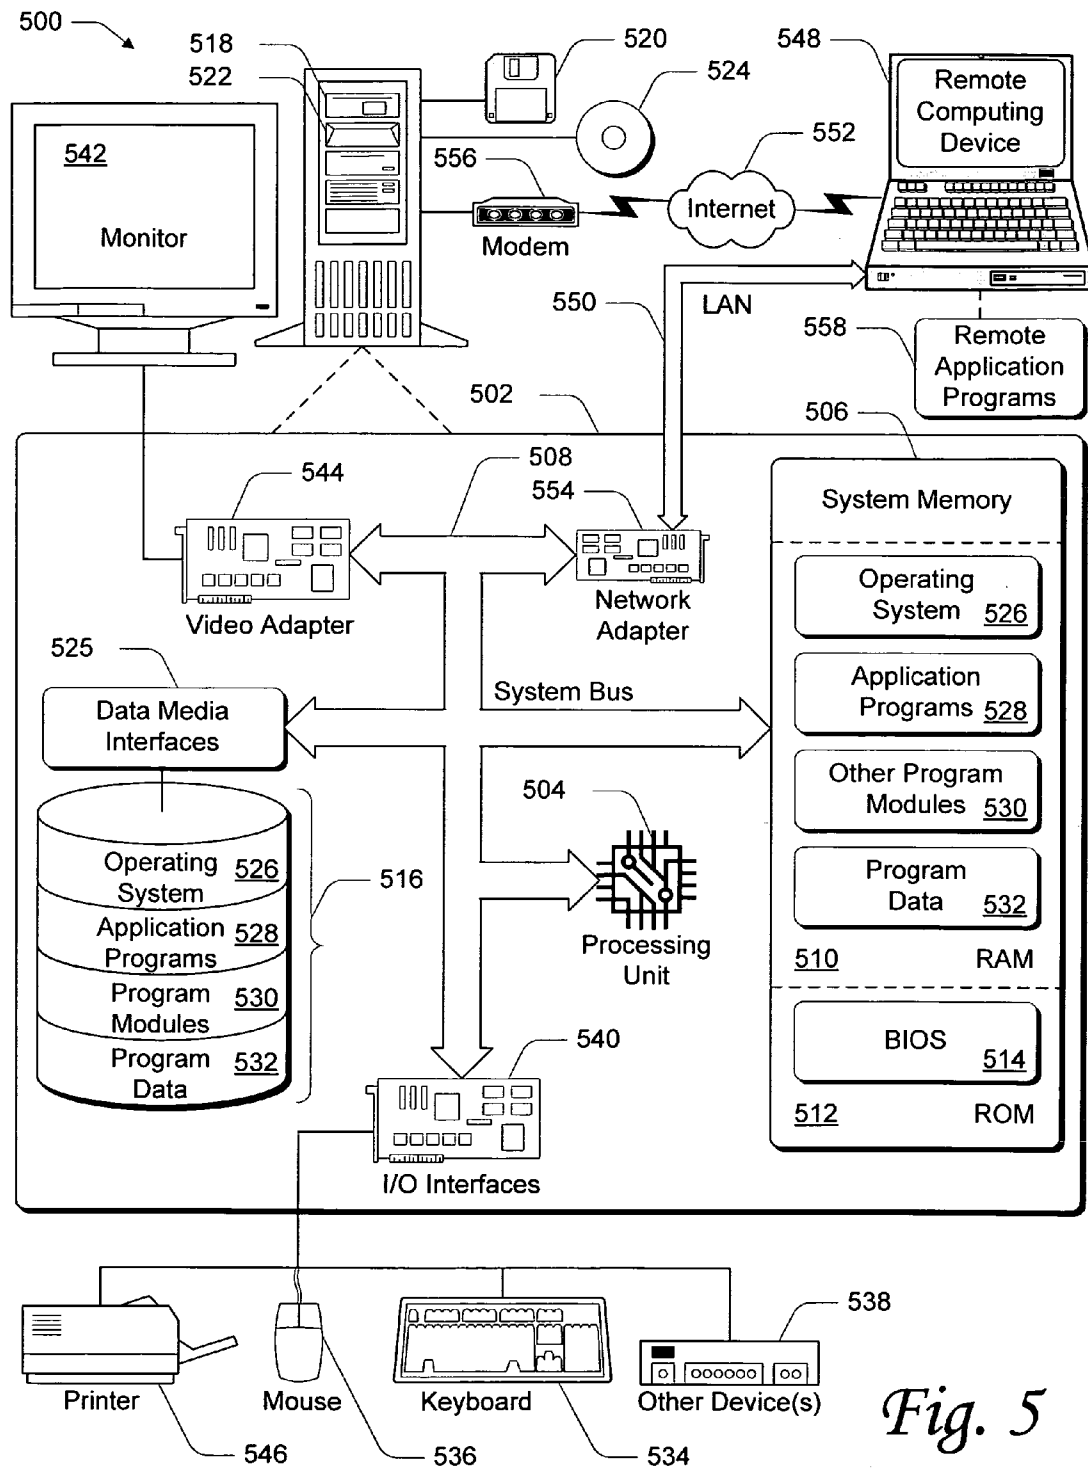 500
518
522
520
524
548
Remote
Computing
Device
542
Monitor
556
Modem
552
Internet
550
LAN
558
Remote
Application
Programs
502
506
544
508
554
Video Adapter
Network
Adapter
System Memory
Operating
System 526
Application
Programs 528
Other Program
Modules 530
Program
Data 532
510 RAM
BIOS 514
512 ROM
525
Data Media
Interfaces
System Bus
504
Processing
Unit
Operating
System 526
Application
Programs 528
Program
Modules 530
Program
Data 532
516
540
I/O Interfaces
Printer
546
Mouse
536
Keyboard
534
538
Other Device(s)
Fig. 5